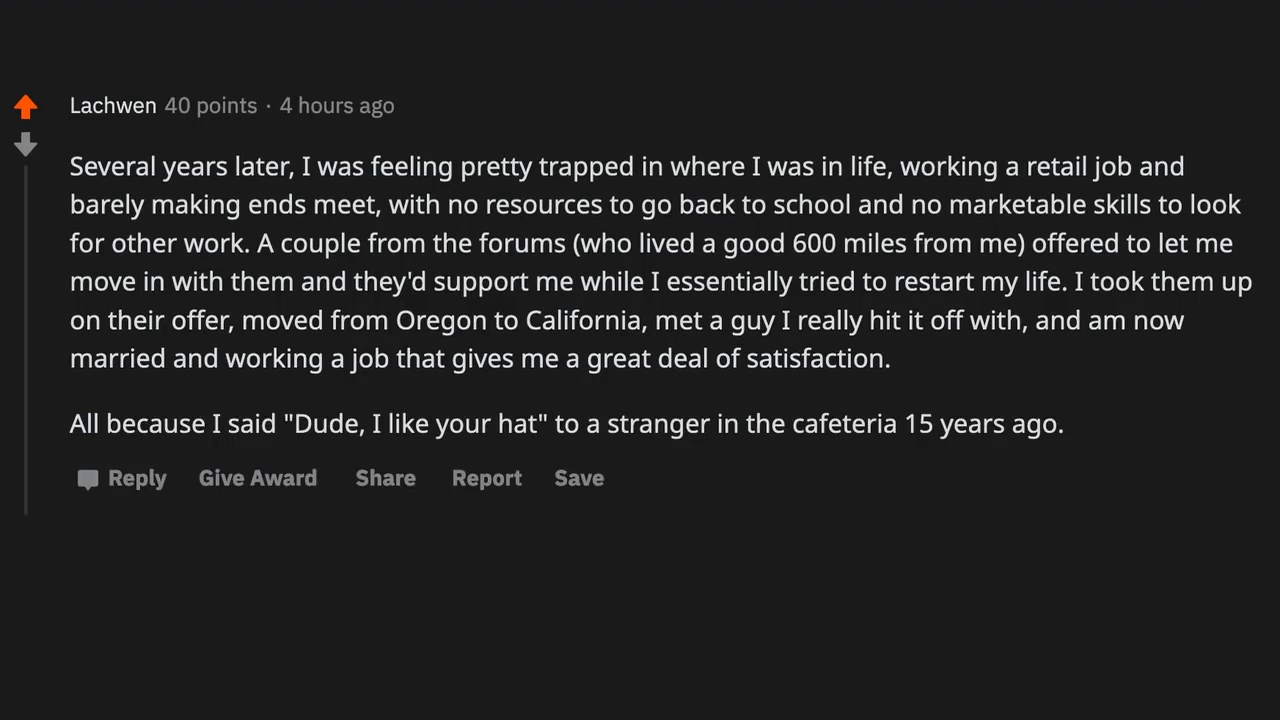 Lachwen 40 points · 4 hours ago
Several years later, I was feeling pretty trapped in where I was in life, working a retail job and
barely making ends meet, with no resources to go back to school and no marketable skills to look
for other work. A couple from the forums (who lived a good 600 miles from me) offered to let me
move in with them and they'd support me while I essentially tried to restart my life. I took them up
on their offer, moved from Oregon to California, met a guy I really hit it off with, and am now
married and working a job that gives me a great deal of satisfaction.
All because I said "Dude, I like your hat" to a stranger in the cafeteria 15 years ago.
Reply Give Award Share Report Save